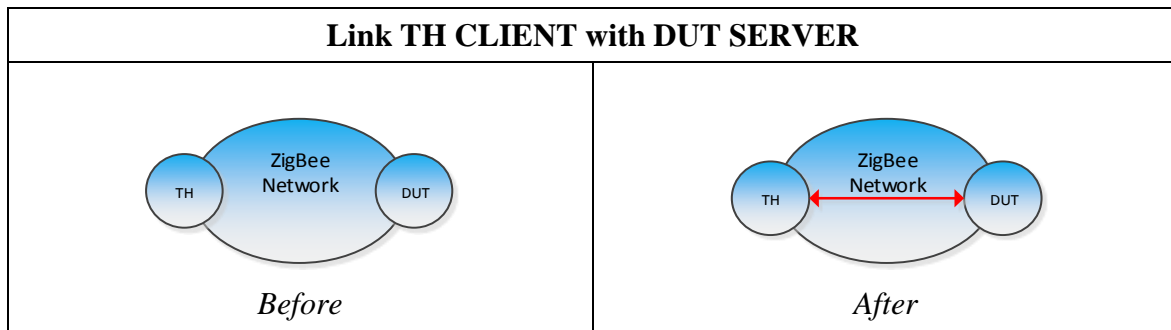 Link TH CLIENT with DUT SERVER
ZigBee
Network
TH
DUT
Before
ZigBee
Network
TH
DUT
After